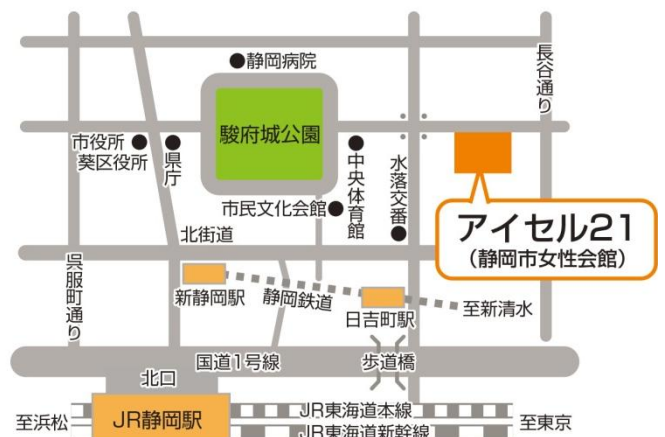 静岡病院
長谷通り
駿府城公園
市役所
葵区役所
県庁
中央体育館
水落交番
市民文化会館
アイセル21
(静岡市女性会館)
北街道
呉服町通り
新静岡駅
静岡鉄道
日吉町駅
至新清水
国道1号線
歩道橋
北口
至浜松
JR静岡駅
JR東海道本線
JR東海道新幹線
至東京